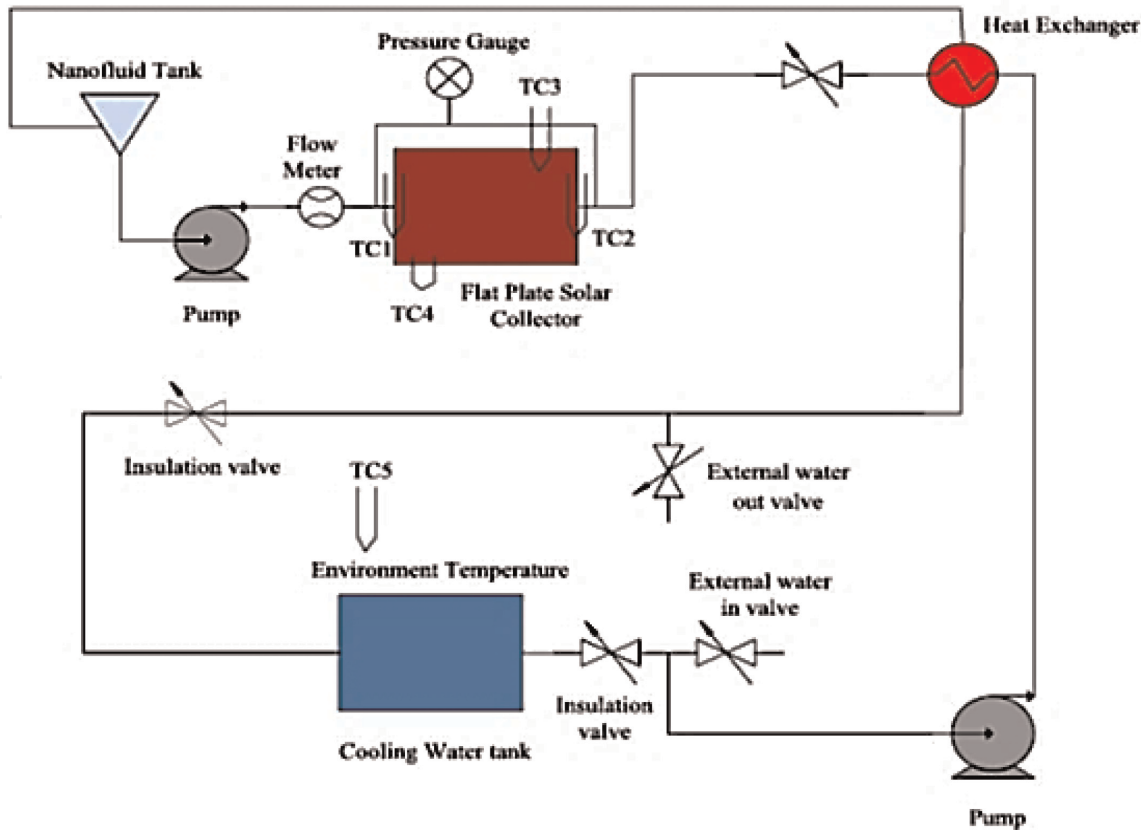 Heat Exchanger
Pressure Gauge
Nanofluid Tank
TC3
Flow
Meter
TC1
TC2
Flat Plate Solar
Collector
TC4
Pump
Insulation valve
TC5
External water
out valve
Environment Temperature
External water
in valve
Insulation
valve
Cooling Water tank
Pump